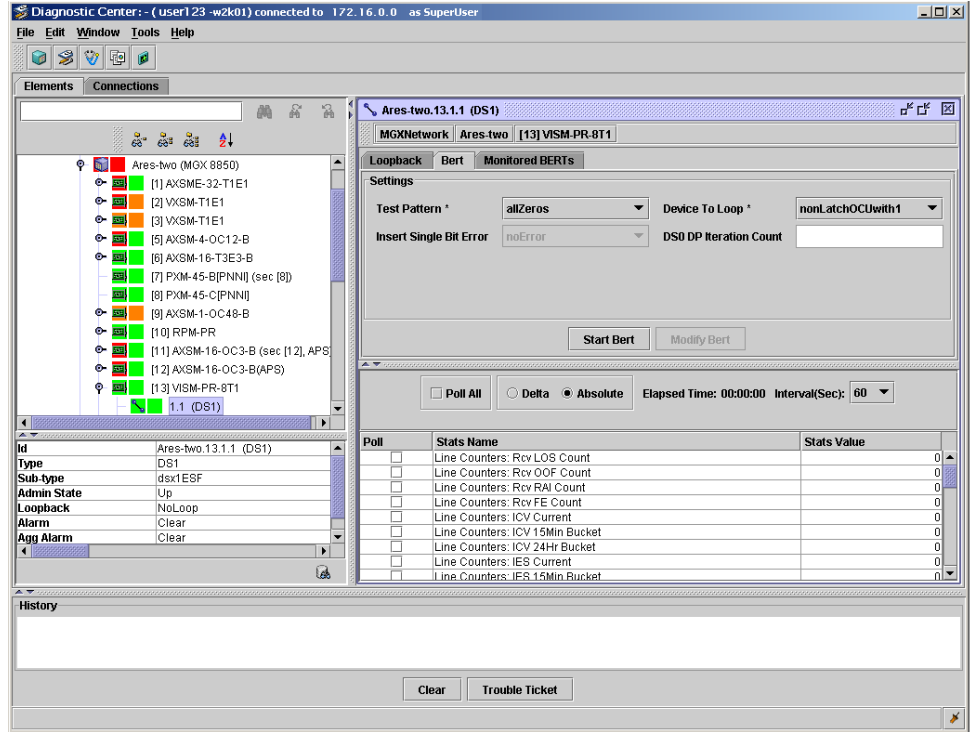 Diagnostic Center: - ( user123 -w2k01) connected to 172.16.0.0 as SuperUser
File Edit Window Tools Help
Elements Connections
Ares-two (MGX 8850)
[1] AXSME-32-T1E1
[2] VXSM-T1E1
[3] VXSM-T1E1
[5] AXSM-4-OC12-B
[6] AXSM-16-T3E3-B
[7] PXM-45-B[PNNI] (sec [8])
[8] PXM-45-C[PNNI]
[9] AXSM-1-OC48-B
[10] RPM-PR
[11] AXSM-16-OC3-B (sec [12], APS)
[12] AXSM-16-OC3-B(APS)
[13] VISM-PR-8T1
1.1 (DS1)
Id Ares-two.13.1.1 (DS1)
Type DS1
Sub-type dsx1ESF
Admin State Up
Loopback NoLoop
Alarm Clear
Agg Alarm Clear
Ares-two.13.1.1 (DS1)
MGXNetwork Ares-two [13] VISM-PR-8T1
Loopback Bert Monitored BERTs
Settings
Test Pattern * allZeros Device To Loop * nonLatchOCUwith1
Insert Single Bit Error noError DS0 DP Iteration Count
Start Bert Modify Bert
Poll All Delta Absolute Elapsed Time: 00:00:00 Interval(Sec): 60
Poll Stats Name Stats Value
Line Counters: Rcv LOS Count 0
Line Counters: Rcv OOF Count 0
Line Counters: Rcv RAI Count 0
Line Counters: Rcv FE Count 0
Line Counters: ICV Current 0
Line Counters: ICV 15Min Bucket 0
Line Counters: ICV 24Hr Bucket 0
Line Counters: IES Current 0
Line Counters: IES 15Min Bucket 0
History
Clear Trouble Ticket